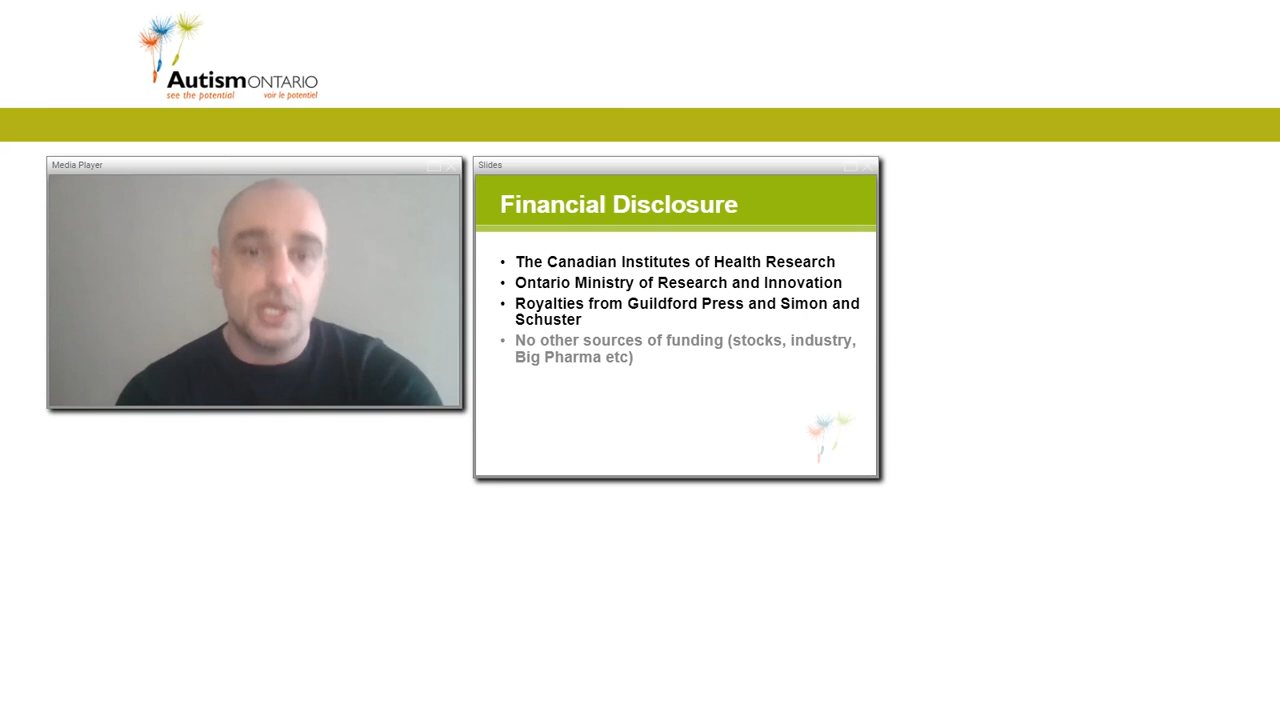 Autism ONTARIO
see the potential voir le potentiel
Media Player
Slides
Financial Disclosure
• The Canadian Institutes of Health Research
• Ontario Ministry of Research and Innovation
• Royalties from Guildford Press and Simon and
Schuster
• No other sources of funding (stocks, industry,
Big Pharma etc)